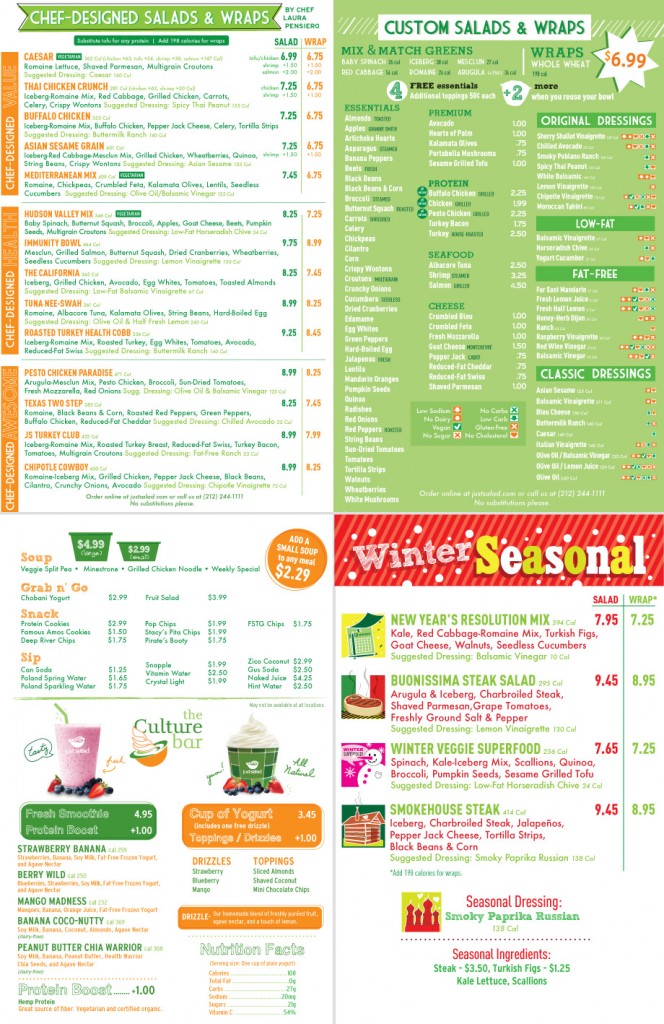 CHEF-DESIGNED SALADS & WRAPS
BY CHEF
LAURA
PENSIERO
Substitute tofu for any protein | Add 198 calories for wraps
SALAD WRAP
CHEF-DESIGNED VALUE
CAESAR VEGETARIAN
6.99 6.75
Romaine Lettuce, Shaved Parmesan, Multigrain Croutons
Suggested Dressing: Caesar
THAI CHICKEN CRUNCH
chicken 7.25 6.75
Iceberg-Romaine Mix, Red Cabbage, Grilled Chicken, Carrots,
Celery, Crispy Wontons Suggested Dressing: Spicy Thai Peanut
BUFFALO CHICKEN
7.25 6.75
Iceberg-Romaine Mix, Buffalo Chicken, Pepper Jack Cheese, Celery, Tortilla Strips
Suggested Dressing: Buttermilk Ranch
ASIAN SESAME GRAIN
7.25 6.75
Iceberg-Red Cabbage-Mesclun Mix, Grilled Chicken, Wheatberries, Quinoa,
String Beans, Crispy Wontons Suggested Dressing: Asian Sesame
MEDITERRANEAN MIX VEGETARIAN
7.45 6.75
Romaine, Chickpeas, Crumbled Feta, Kalamata Olives, Lentils, Seedless
Cucumbers Suggested Dressing: Olive Oil/Balsamic Vinegar
CHEF-DESIGNED HEALTH
HUDSON VALLEY MIX VEGETARIAN
8.25 7.25
Baby Spinach, Butternut Squash, Broccoli, Apples, Goat Cheese, Beets, Pumpkin
Seeds, Multigrain Croutons Suggested Dressing: Low-Fat Horseradish Chive
IMMUNITY BOWL
9.75 8.99
Mesclun, Grilled Salmon, Butternut Squash, Dried Cranberries, Wheatberries,
Seedless Cucumbers Suggested Dressing: Lemon Vinaigrette
THE CALIFORNIA
8.25 7.45
Iceberg, Grilled Chicken, Avocado, Egg Whites, Tomatoes, Toasted Almonds
Suggested Dressing: Low-Fat Balsamic Vinaigrette
TUNA NEE-SWAH
8.99 8.25
Romaine, Albacore Tuna, Kalamata Olives, String Beans, Hard-Boiled Egg
Suggested Dressing: Olive Oil & Half Fresh Lemon
ROASTED TURKEY HEALTH COBB
9.25 8.45
Iceberg-Romaine Mix, Roasted Turkey, Egg Whites, Tomatoes, Avocado,
Reduced-Fat Swiss Suggested Dressing: Buttermilk Ranch
CHEF-DESIGNED AWESOME
PESTO CHICKEN PARADISE
8.99 8.25
Arugula-Mesclun Mix, Pesto Chicken, Broccoli, Sun-Dried Tomatoes,
Fresh Mozzarella, Red Onions Sugg. Dressing: Olive Oil & Balsamic Vinegar
TEXAS TWO STEP
8.25 7.45
Romaine, Black Beans & Corn, Roasted Red Peppers, Green Peppers,
Buffalo Chicken, Reduced-Fat Cheddar Suggested Dressing: Chilled Avocado
JS TURKEY CLUB
8.99 7.99
Iceberg-Romaine Mix, Roasted Turkey Breast, Reduced-Fat Swiss, Turkey Bacon,
Tomatoes, Multigrain Croutons Suggested Dressing: Fat-Free Ranch
CHIPOTLE COWBOY
8.99 8.25
Romaine-Iceberg Mix, Grilled Chicken, Pepper Jack Cheese, Black Beans,
Cilantro, Crunchy Onions, Avocado Suggested Dressing: Chipotle Vinaigrette
Order online at justsalad.com or call us at (212) 244-1111
No substitutions please.
CUSTOM SALADS & WRAPS
MIX & MATCH GREENS
BABY SPINACH ICEBERG MESCLUN
RED CABBAGE ROMAINE ARUGULA
WRAPS
WHOLE WHEAT
198 cal
$6.99
4 FREE essentials
Additional toppings 50¢ each
+2 more
when you reuse your bowl
ESSENTIALS
Almonds TOASTED
Apples GRANNY SMITH
Artichoke Hearts
Asparagus STEAMED
Banana Peppers
Beets
Black Beans
Black Beans & Corn
Broccoli STEAMED
Butternut Squash ROASTED
Carrots
Celery
Chickpeas
Cilantro
Corn
Crispy Wontons
Croutons MULTIGRAIN
Crunchy Onions
Cucumbers SEEDLESS
Dried Cranberries
Edamame
Egg Whites
Green Peppers
Hard-Boiled Egg
Jalapeños
Lentils
Mandarin Oranges
Pumpkin Seeds
Quinoa
Radishes
Red Onions
Red Peppers ROASTED
String Beans
Sun-Dried Tomatoes
Tomatoes
Tortilla Strips
Walnuts
Wheatberries
White Mushrooms
PREMIUM
Avocado 1.00
Hearts of Palm 1.00
Kalamata Olives .75
Portobella Mushrooms .75
Sesame Grilled Tofu 1.00
PROTEIN
Buffalo Chicken GRILLED 2.25
Chicken GRILLED 1.99
Pesto Chicken GRILLED 2.25
Turkey Bacon 1.75
Turkey HOUSE ROASTED 2.50
SEAFOOD
Albacore Tuna 2.50
Shrimp 3.25
Salmon GRILLED 4.50
CHEESE
Crumbled Bleu 1.00
Crumbled Feta 1.00
Fresh Mozzarella 1.00
Goat Cheese 1.50
Pepper Jack .75
Reduced-Fat Cheddar .75
Reduced-Fat Swiss .75
Shaved Parmesan 1.00
Low Sodium No Carbs
No Dairy Low Carb
Vegan Gluten-Free
No Sugar No Cholesterol
Order online at justsalad.com or call us at (212) 244-1111
No substitutions please.
ORIGINAL DRESSINGS
Sherry Shallot Vinaigrette
Chilled Avocado
Smoky Poblano Ranch
Spicy Thai Peanut
White Balsamic
Lemon Vinaigrette
Chipotle Vinaigrette
Moroccan Tahini
LOW-FAT
Balsamic Vinaigrette
Horseradish Chive
Yogurt Cucumber
FAT-FREE
Far East Mandarin
Fresh Lemon Juice
Fresh Half Lemon
Honey-Herb Dijon
Ranch
Raspberry Vinaigrette
Red Wine Vinegar
Balsamic Vinegar
CLASSIC DRESSINGS
Asian Sesame
Balsamic Vinaigrette
Bleu Cheese
Buttermilk Ranch
Caesar
Italian Vinaigrette
Olive Oil/Balsamic Vinegar
Olive Oil/Lemon Juice
Olive Oil
Soup
$4.99
(large)
$2.99
(small)
Veggie Split Pea • Minestrone • Grilled Chicken Noodle • Weekly Special
ADD A
SMALL SOUP
to any meal
$2.29
Grab n' Go
Chobani Yogurt $2.99 Fruit Salad $3.99
Snack
Protein Cookies $2.99 Pop Chips $1.99 FSTG Chips $1.75
Famous Amos Cookies $1.50 Stacy's Pita Chips $1.99
Deep River Chips $1.75 Pirate's Booty $1.75
Sip
Can Soda $1.25 Snapple $1.99 Zico Coconut $2.99
Poland Spring Water $1.65 Vitamin Water $2.50 Gus Soda $2.50
Poland Sparkling Water $1.75 Crystal Light $1.99 Naked Juice $4.25
Hint Water $2.50
May not be available at all locations.
the
Culture
bar
tasty
fresh
yum!
All Natural
just salad
just salad
Fresh Smoothie 4.95
Protein Boost +1.00
STRAWBERRY BANANA
Strawberries, Banana, Soy Milk, Fat-Free Frozen Yogurt,
and Agave Nectar
BERRY WILD
Blueberries, Strawberries, Soy Milk, Fat-Free Frozen Yogurt,
and Agave Nectar
MANGO MADNESS cal 232
Mangoes, Banana, Orange Juice, Fat-Free Frozen Yogurt
BANANA COCO-NUTTY
Soy Milk, Banana, Coconut, Almonds, Agave Nectar
(dairy-free)
PEANUT BUTTER CHIA WARRIOR
Soy Milk, Banana, Peanut Butter, Health Warrior
Chia Seeds, and Agave Nectar
(dairy-free)
Protein Boost........ +1.00
Hemp Protein
Great source of fiber. Vegetarian and certified organic.
Cup of Yogurt 3.45
(includes one free drizzle)
Toppings / Drizzles +1.00
DRIZZLES TOPPINGS
Strawberry Sliced Almonds
Blueberry Shaved Coconut
Mango Mini Chocolate Chips
DRIZZLE- Our homemade blend of freshly puréed fruit,
agave nectar, and a touch of lemon.
Nutrition Facts
(Serving size: One cup of plain yogurt)
Calories 108
Total Fat 0g
Carbs 27g
Sodium 20mg
Sugars 21g
Vitamin C 54%
Winter Seasonal
SALAD WRAP*
NEW YEAR'S RESOLUTION MIX 394 Cal 7.95 7.25
Kale, Red Cabbage-Romaine Mix, Turkish Figs,
Goat Cheese, Walnuts, Seedless Cucumbers
Suggested Dressing: Balsamic Vinegar 10 Cal
BUONISSIMA STEAK SALAD 295 Cal 9.45 8.95
Arugula & Iceberg, Charbroiled Steak,
Shaved Parmesan,Grape Tomatoes,
Freshly Ground Salt & Pepper
Suggested Dressing: Lemon Vinaigrette 130 Cal
WINTER SUPERFOOD
WINTER VEGGIE SUPERFOOD 256 Cal 7.65 7.25
Spinach, Kale-Iceberg Mix, Scallions, Quinoa,
Broccoli, Pumpkin Seeds, Sesame Grilled Tofu
Suggested Dressing: Low-Fat Horseradish Chive 24 Cal
SMOKEHOUSE STEAK 414 Cal 9.45 8.95
Iceberg, Charbroiled Steak, Jalapeños,
Pepper Jack Cheese, Tortilla Strips,
Black Beans & Corn
Suggested Dressing: Smoky Paprika Russian 138 Cal
*Add 198 calories for wraps.
Seasonal Dressing:
Smoky Paprika Russian
138 Cal
Seasonal Ingredients:
Steak - $3.50, Turkish Figs - $1.25
Kale Lettuce, Scallions